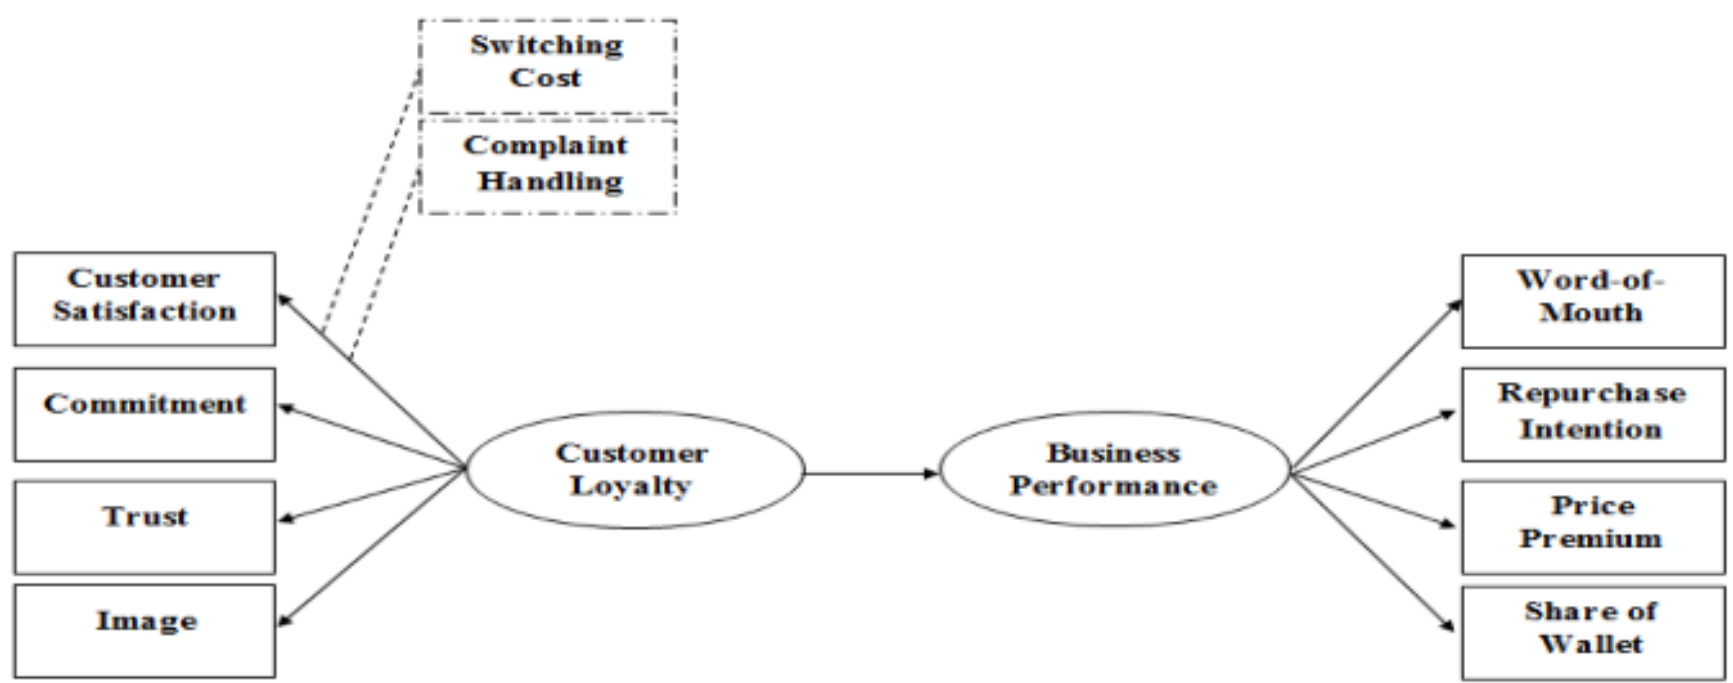 Switching
Cost
Complaint
Handling
Customer
Satisfaction
Commitment
Trust
Image
Customer
Loyalty
Business
Performance
Word-of-
Mouth
Repurchase
Intention
Price
Premium
Share of
Wallet